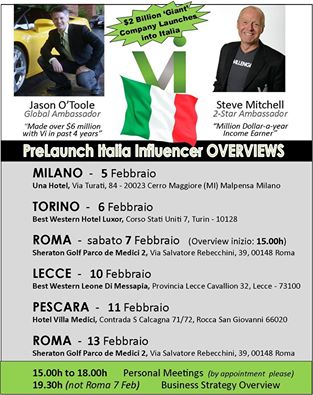 $2 Billion 'Giant'
Company Launches
into Italia
Vi
Jason O'Toole
Global Ambassador
"Made over $6 million
with Vi in past 4 years"
Steve Mitchell
2-Star Ambassador
"Million Dollar-a-year
Income Earner"
PreLaunch Italia Influencer OVERVIEWS
MILANO - 5 Febbraio
Una Hotel, Via Turati, 84 - 20023 Cerro Maggiore (MI) Malpensa Milano
TORINO - 6 Febbraio
Best Western Hotel Luxor, Corso Stati Uniti 7, Turin - 10128
ROMA - sabato 7 Febbraio (Overview inizio: 15.00h)
Sheraton Golf Parco de Medici 2, Via Salvatore Rebecchini, 39, 00148 Roma
LECCE - 10 Febbraio
Best Western Leone Di Messapia, Provincia Lecce Cavallion 32, Lecce - 73100
PESCARA - 11 Febbraio
Hotel Villa Medici, Contrada S Calcagna 71/72, Rocca San Giovanni 66020
ROMA - 13 Febbraio
Sheraton Golf Parco de Medici 2, Via Salvatore Rebecchini, 39, 00148 Roma
15.00h to 18.00h Personal Meetings (by appointment please)
19.30h (not Roma 7 Feb) Business Strategy Overview